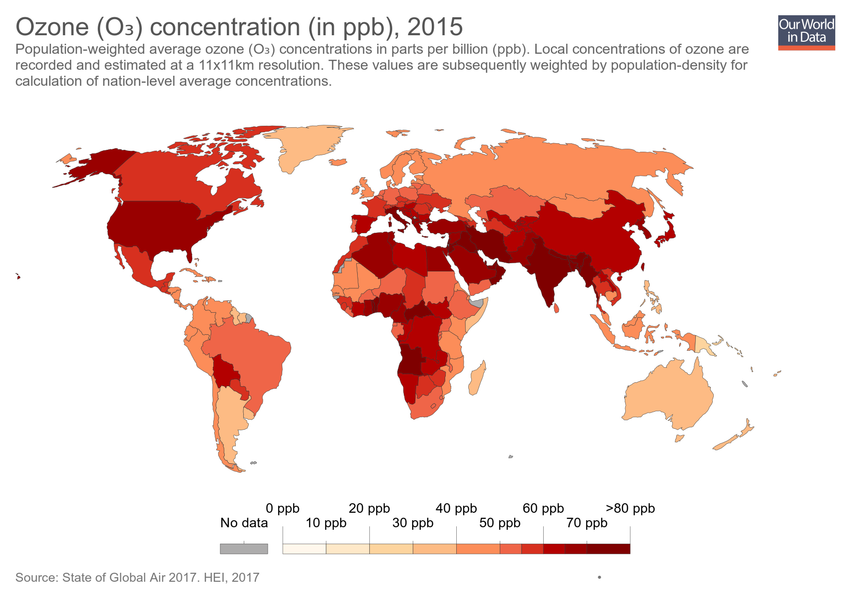 Ozone (O₃) concentration (in ppb), 2015
Our World
in Data
Population-weighted average ozone (O₃) concentrations in parts per billion (ppb). Local concentrations of ozone are
recorded and estimated at a 11x11km resolution. These values are subsequently weighted by population-density for
calculation of nation-level average concentrations.
0 ppb 20 ppb 40 ppb 60 ppb >80 ppb
No data 10 ppb 30 ppb 50 ppb 70 ppb
Source: State of Global Air 2017. HEI, 2017